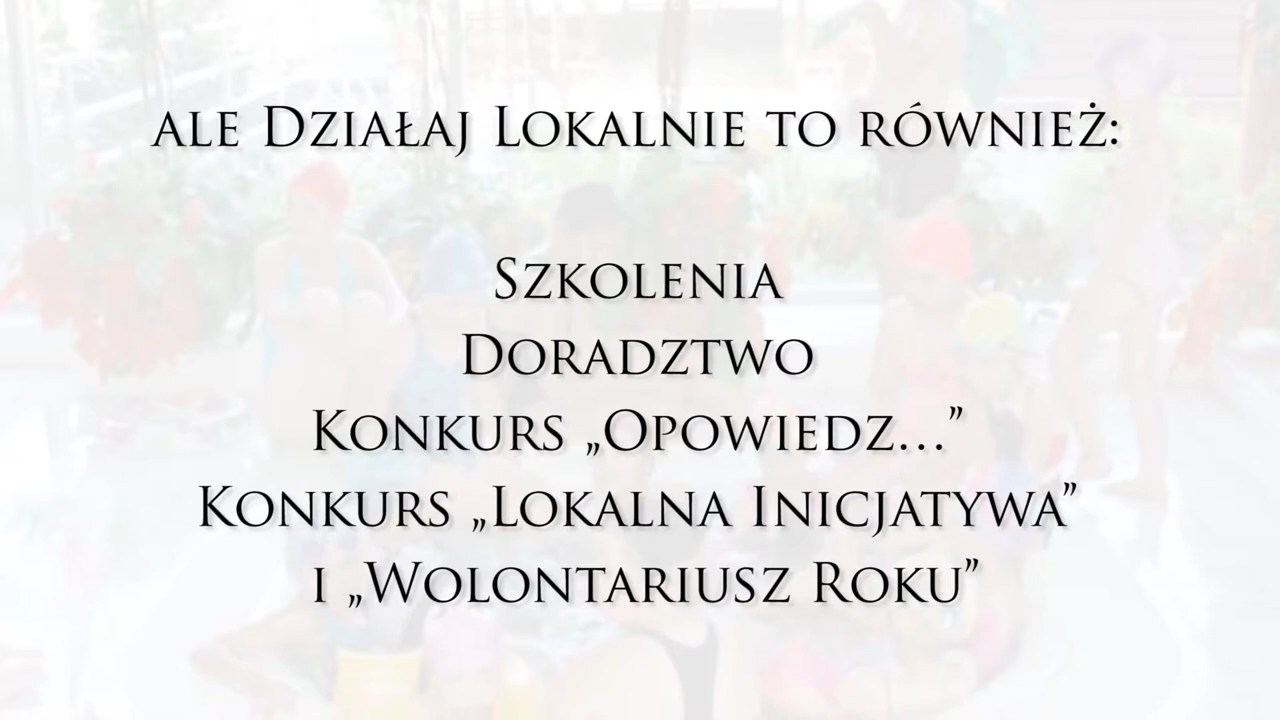 ALE DZIAŁAJ LOKALNIE TO RÓWNIEŻ:
SZKOLENIA
DORADZTWO
KONKURS „OPOWIEDZ…”
KONKURS „LOKALNA INICJATYWA”
I „WOLONTARIUSZ ROKU”